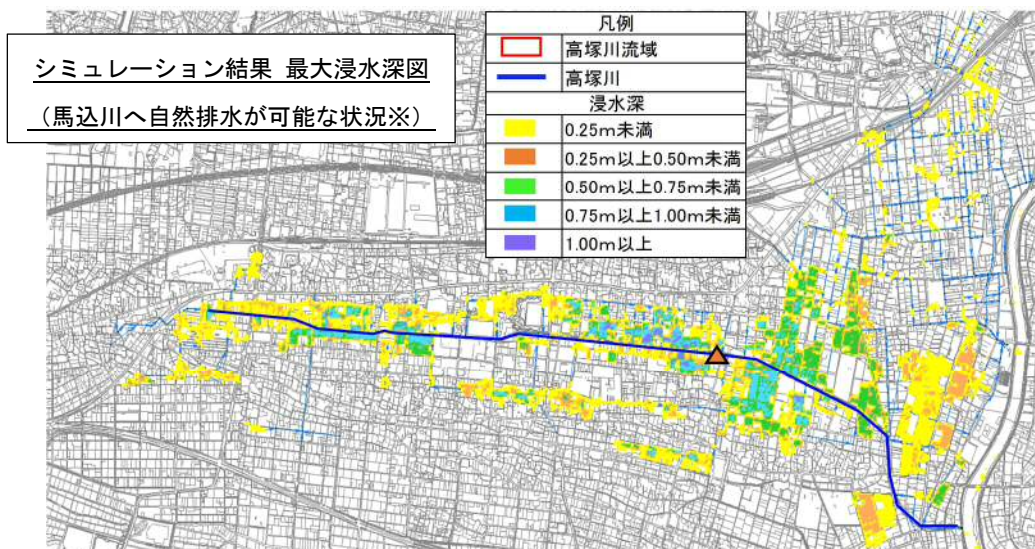 シミュレーション結果 最大浸水深図
（馬込川へ自然排水が可能な状況※）
凡例
高塚川流域
高塚川
浸水深
0.25m未満
0.25m以上0.50m未満
0.50m以上0.75m未満
0.75m以上1.00m未満
1.00m以上